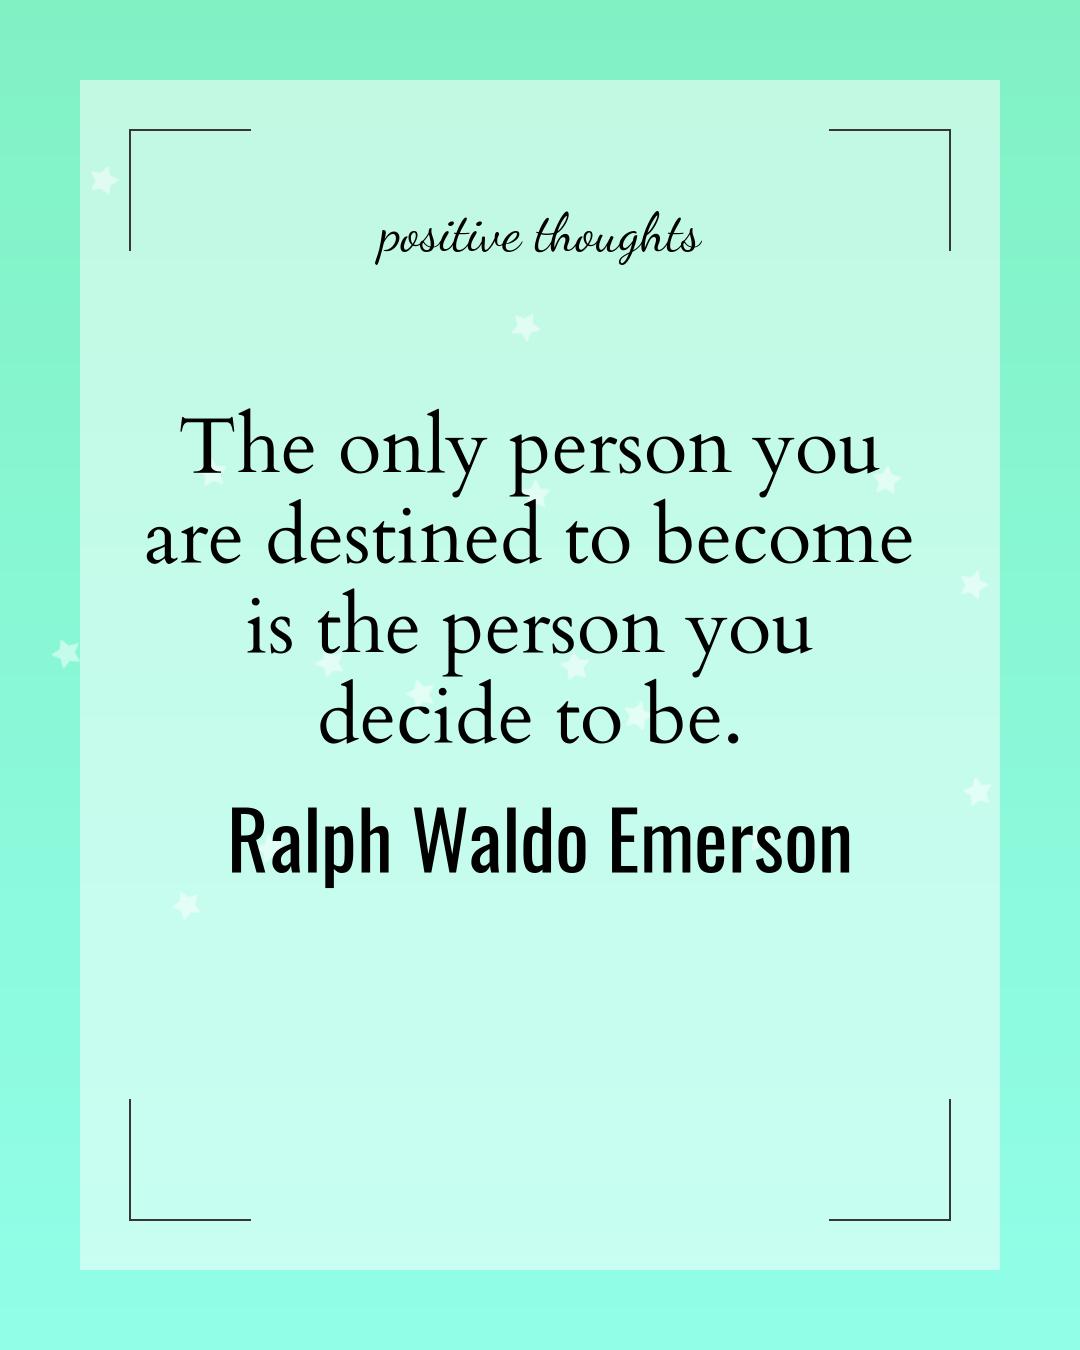 positive thoughts
The only person you
are destined to become
is the person you
decide to be.
Ralph Waldo Emerson